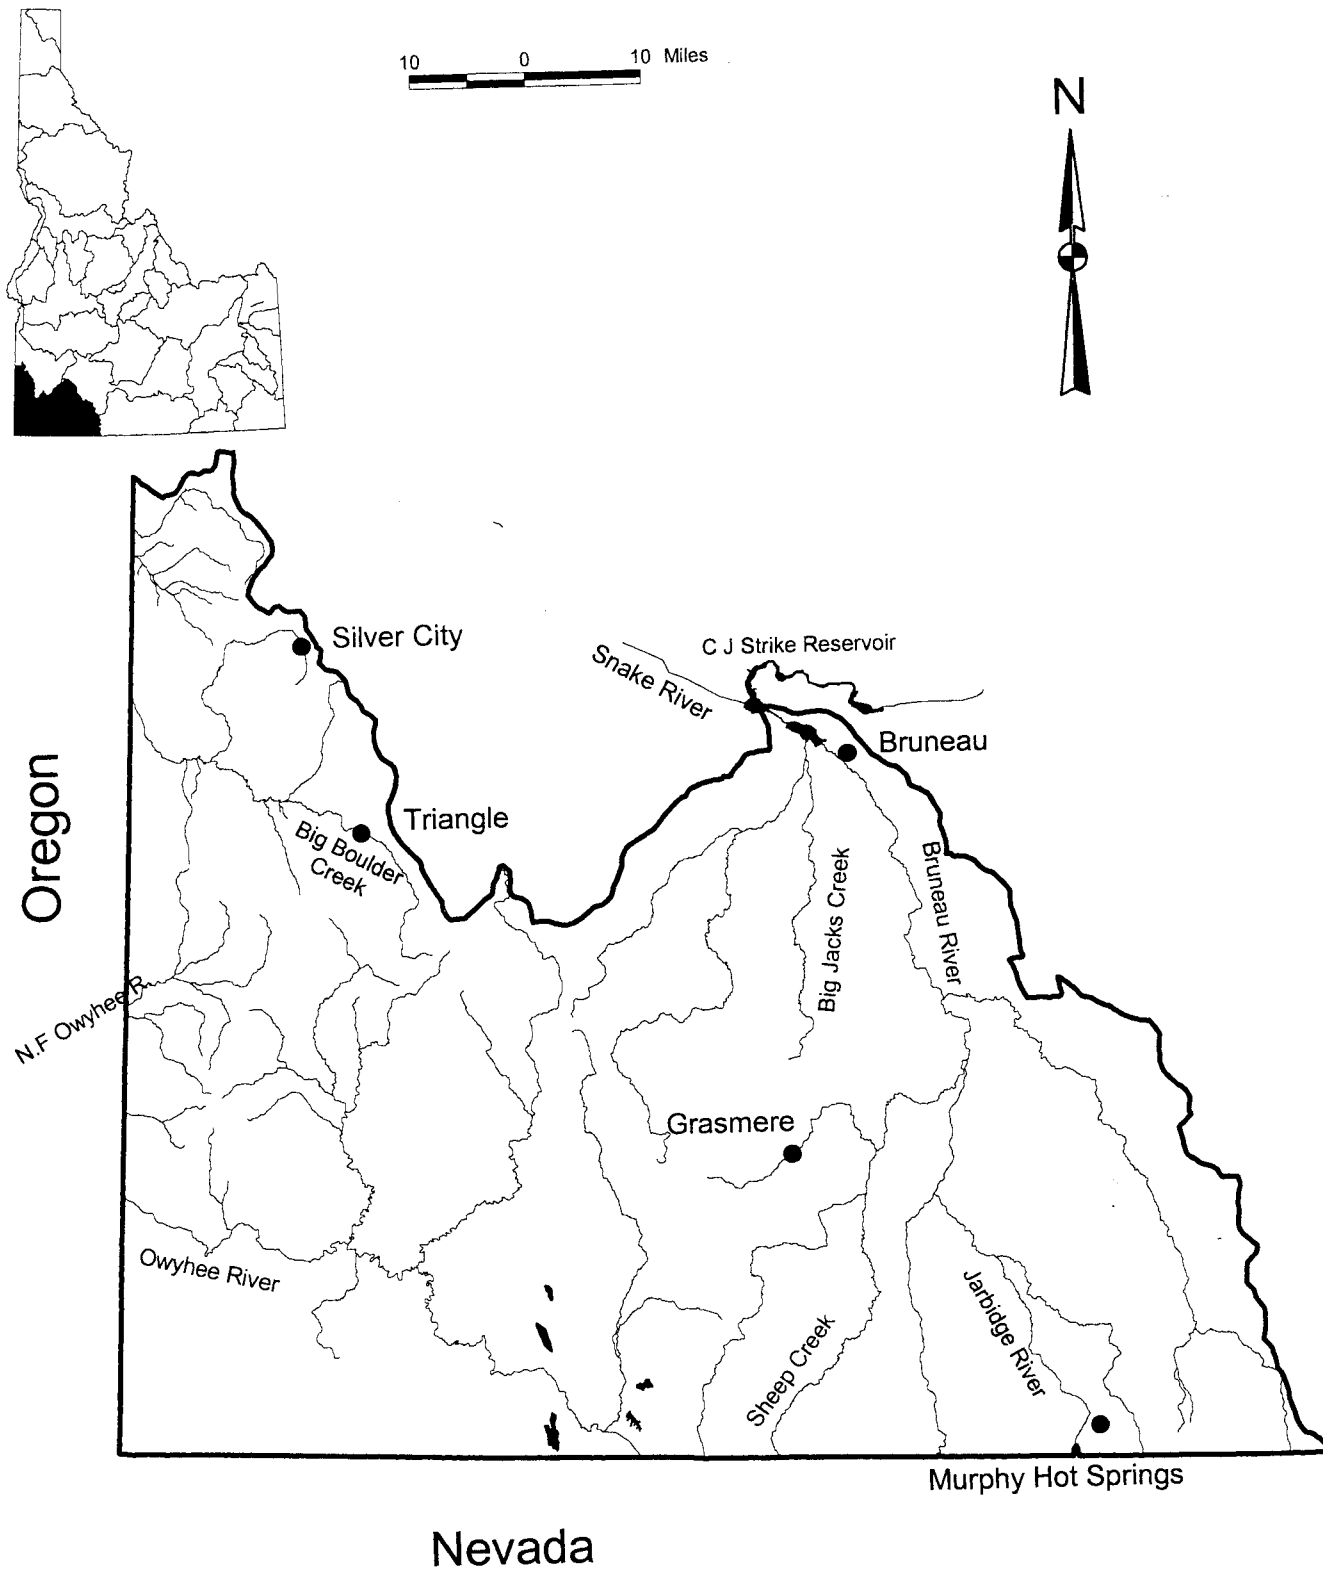 10 0 10 Miles
N
Silver City
C J Strike Reservoir
Snake River
Bruneau
Oregon
Triangle
Big Boulder
Creek
Big Jacks Creek
Bruneau River
N.F Owyhee R.
Grasmere
Owyhee River
Jarbidge River
Sheep Creek
Murphy Hot Springs
Nevada